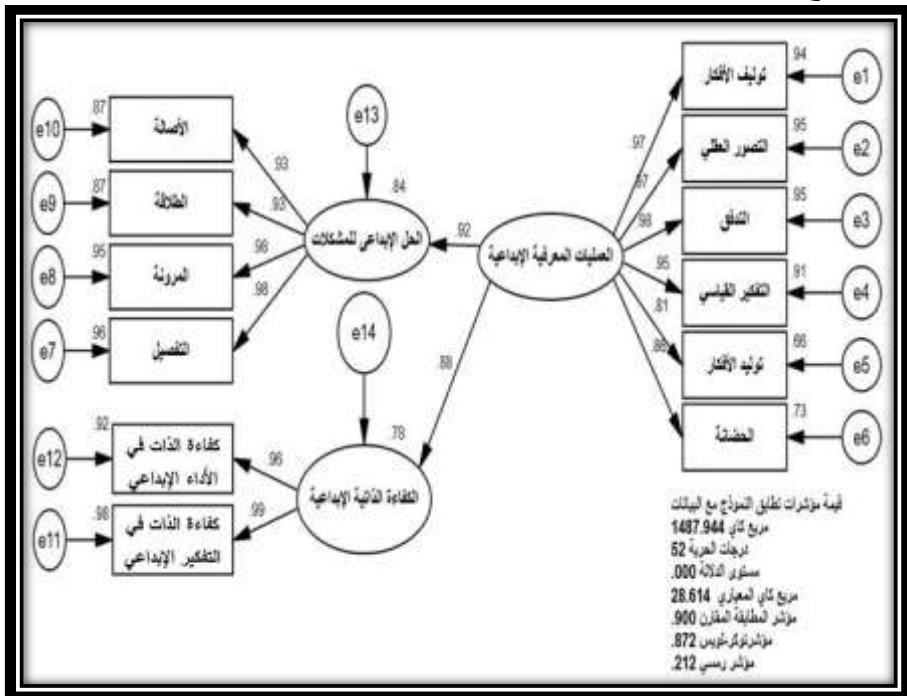 توليف الأفكار
.94
e1
.97
التصور العقلي
.95
e2
.97
التدفق
.95
e3
.98
التفكير القياسي
.91
e4
.95
توليد الأفكار
.66
e5
.81
الحضانة
.73
e6
.86
العمليات المعرفية الإبداعية
.92
.88
e13
.84
الحل الإبداعي للمشكلات
e10
.87
الأصالة
.93
e9
.87
الطلاقة
.93
e8
.95
المرونة
.98
e7
.96
التفصيل
.98
e14
.78
الكفاءة الذاتية الإبداعية
e12
.92
كفاءة الذات في
الأداء الإبداعي
.96
e11
.98
كفاءة الذات في
التفكير الإبداعي
.99
قيمة مؤشرات تطابق النموذج مع البيانات
مربع كاي 1487.944
درجات الحرية 52
مستوى الدلالة 000.
مربع كاي المعياري 28.614
مؤشر المطابقة المقارن 900.
مؤشرتوكر-لويس 872.
مؤشر رمسي 212.